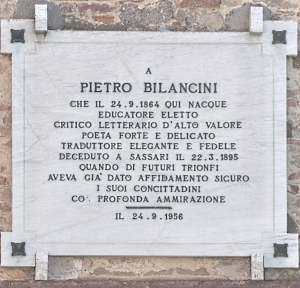 A
PIETRO BILANCINI
CHE IL 24.9.1864 QUI NACQUE
EDUCATORE ELETTO
CRITICO LETTERARIO D'ALTO VALORE
POETA FORTE E DELICATO
TRADUTTORE ELEGANTE E FEDELE
DECEDUTO A SASSARI IL 22.3.1895
QUANDO DI FUTURI TRIONFI
AVEVA GIA' DATO AFFIDAMENTO SICURO
I SUOI CONCITTADINI
CO' PROFONDA AMMIRAZIONE
IL 24.9.1956